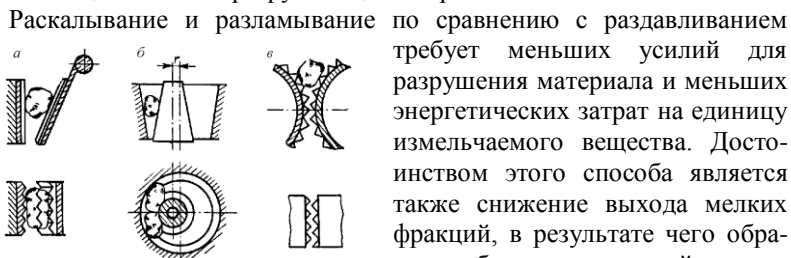 Раскалывание и разламывание по сравнению с раздавливанием
а б г в
требует меньших усилий для
разрушения материала и меньших
энергетических затрат на единицу
измельчаемого вещества. Досто-
инством этого способа является
также снижение выхода мелких
фракций, в результате чего обра-